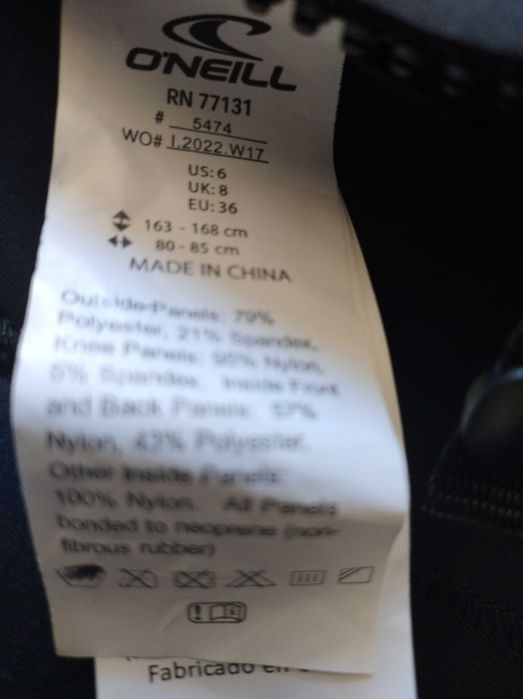 O'NEILL
RN 77131
# 5474
WO# I.2022.W17
US: 6
UK: 8
EU: 36
163 - 168 cm
80 - 85 cm
MADE IN CHINA
Outside Panels: 79%
Polyester, 21% Spandex,
Knee Panels: 95% Nylon,
5% Spandex. Inside Front
and Back Panels: 57%
Nylon, 43% Polyester.
Other Inside Panels:
100% Nylon. All Panels
bonded to neoprene (non-
fibrous rubber)
Fabricado en